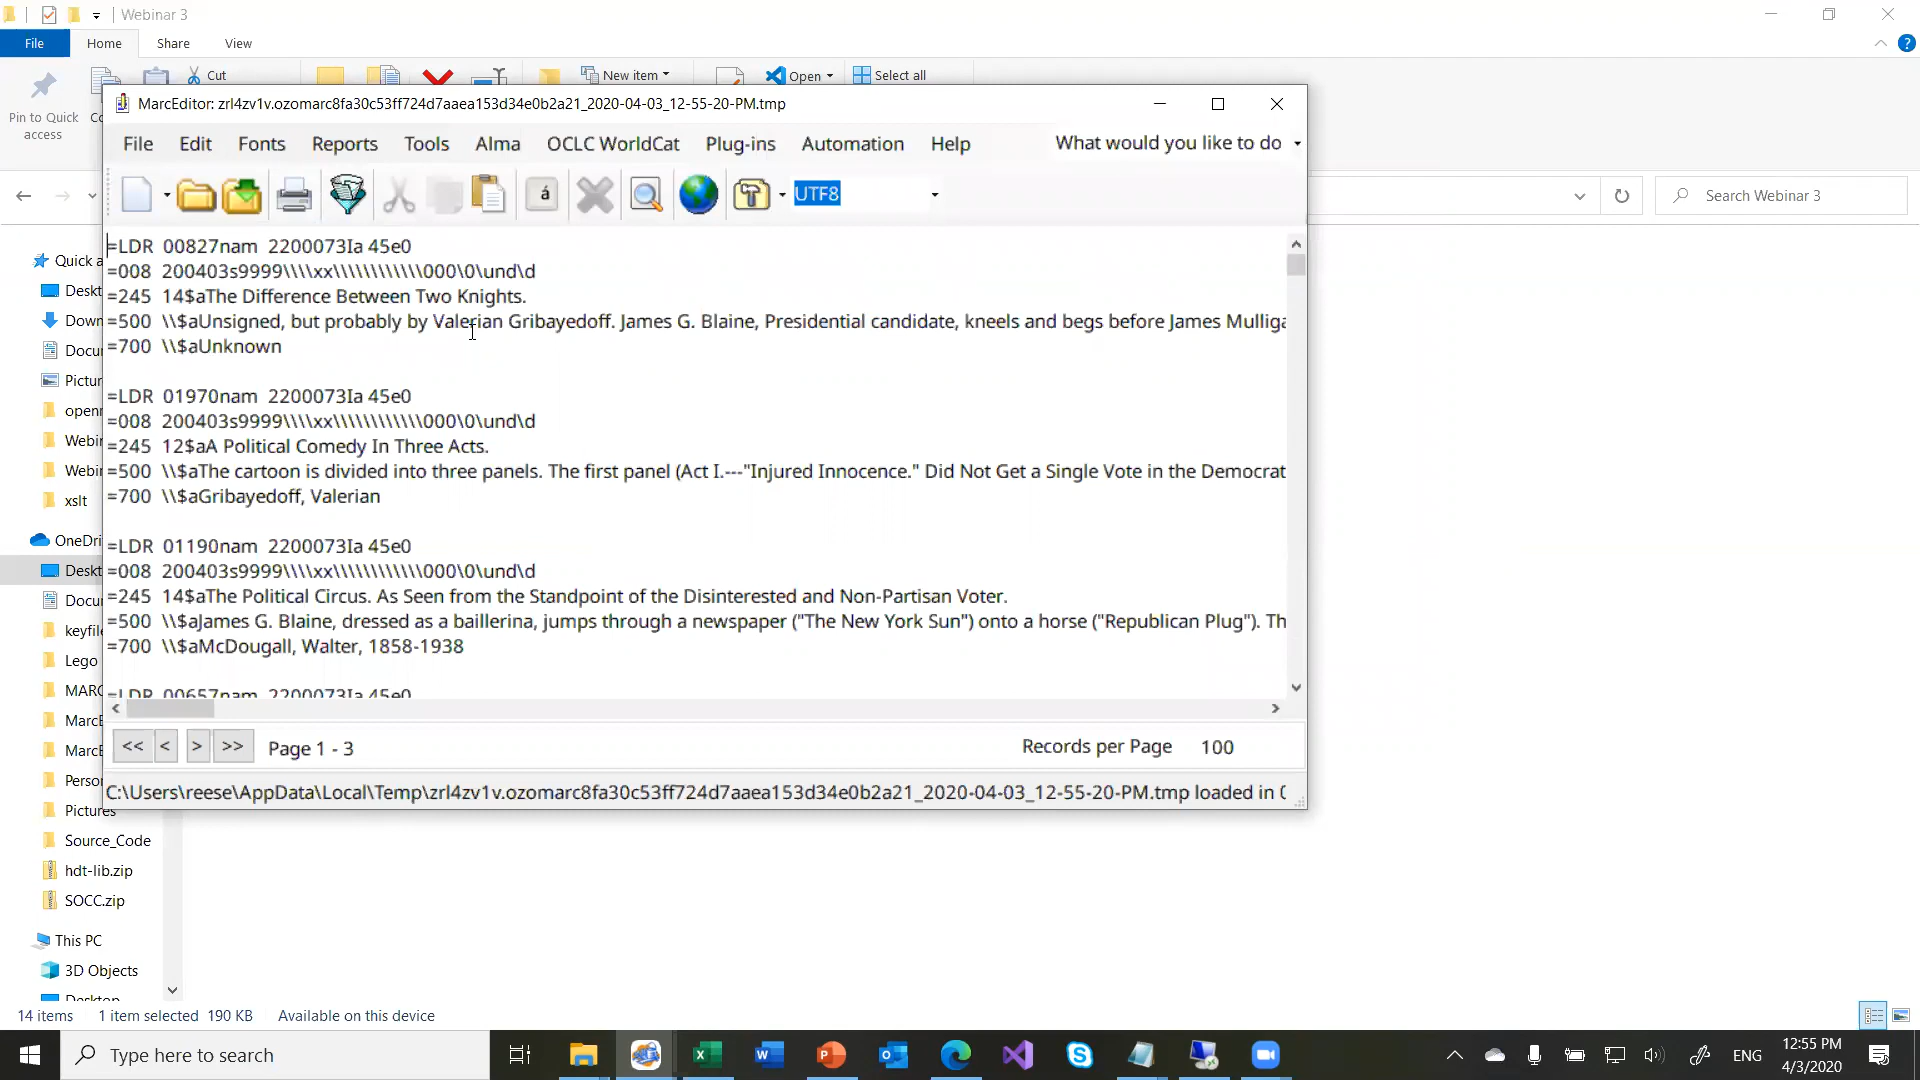 Webinar 3
File
Home
Share
View
Cut
New item
Open
Select all
Pin to Quick
access
MarcEditor: zrl4zv1v.ozomarc8fa30c53ff724d7aaea153d34e0b2a21_2020-04-03_12-55-20-PM.tmp
File Edit Fonts Reports Tools Alma OCLC WorldCat Plug-ins Automation Help
What would you like to do
UTF8
Search Webinar 3
=LDR 00827nam 2200073Ia 45e0
=008 200403s9999\\\\xx\\\\\\\\\\\\000\0\und\d
=245 14$aThe Difference Between Two Knights.
=500 \\$aUnsigned, but probably by Valerian Gribayedoff. James G. Blaine, Presidential candidate, kneels and begs before James Mulliga
=700 \\$aUnknown
=LDR 01970nam 2200073Ia 45e0
=008 200403s9999\\\\xx\\\\\\\\\\\\000\0\und\d
=245 12$aA Political Comedy In Three Acts.
=500 \\$aThe cartoon is divided into three panels. The first panel (Act I.---"Injured Innocence." Did Not Get a Single Vote in the Democrat
=700 \\$aGribayedoff, Valerian
=LDR 01190nam 2200073Ia 45e0
=008 200403s9999\\\\xx\\\\\\\\\\\\000\0\und\d
=245 14$aThe Political Circus. As Seen from the Standpoint of the Disinterested and Non-Partisan Voter.
=500 \\$aJames G. Blaine, dressed as a baillerina, jumps through a newspaper ("The New York Sun") onto a horse ("Republican Plug"). Th
=700 \\$aMcDougall, Walter, 1858-1938
=LDR 00657nam 2200073Ia 45e0
<< < > >> Page 1 - 3
Records per Page 100
C:\Users\reese\AppData\Local\Temp\zrl4zv1v.ozomarc8fa30c53ff724d7aaea153d34e0b2a21_2020-04-03_12-55-20-PM.tmp loaded in
Quick a
Deskt
Down
Docu
Pictur
openr
Webi
Webi
xslt
OneDri
Deskt
Docu
keyfile
Lego
MARC
MarcE
MarcE
Perso
Pictures
Source_Code
hdt-lib.zip
SOCC.zip
This PC
3D Objects
Desktop
14 items 1 item selected 190 KB Available on this device
Type here to search
ENG
12:55 PM
4/3/2020